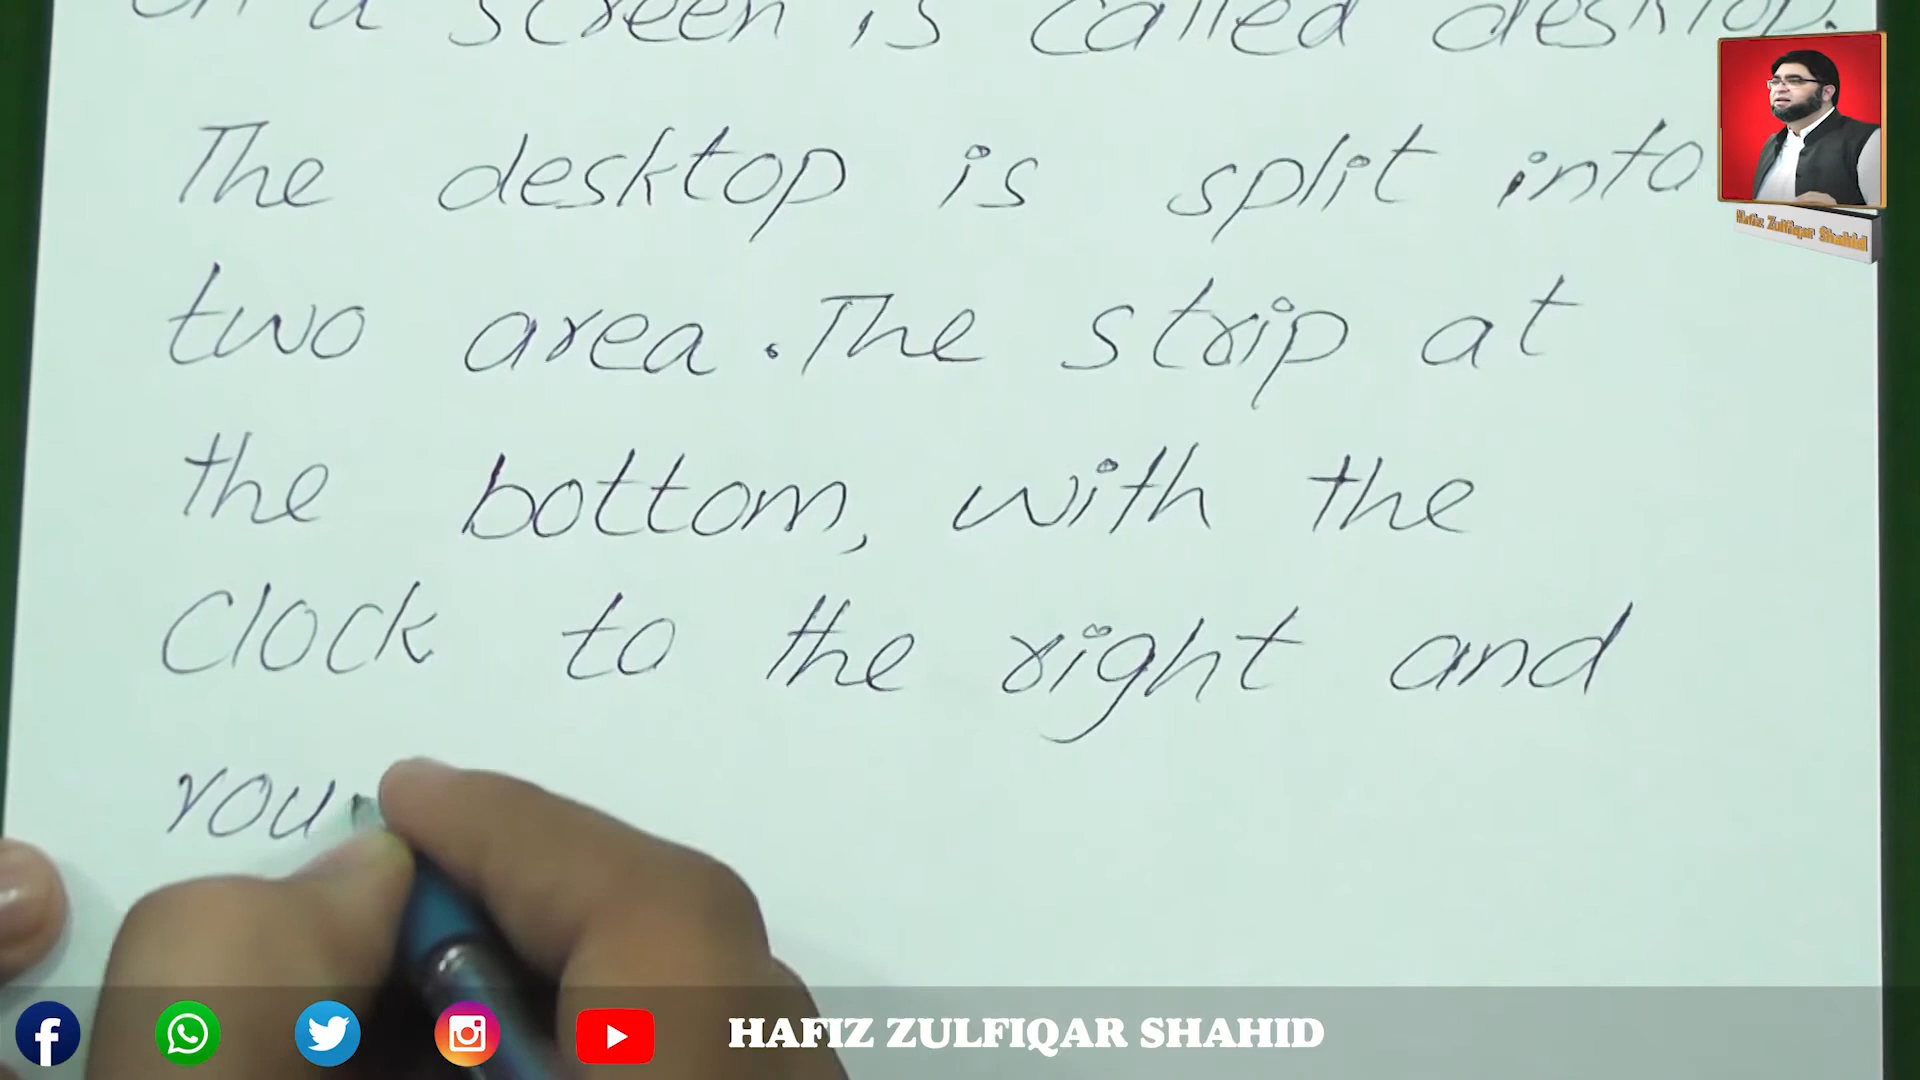 on a screen is called desktop.
The desktop is split into
two area. The strip at
the bottom, with the
Clock to the right and
Hafiz Zulfiqar Shahid
HAFIZ ZULFIQAR SHAHID